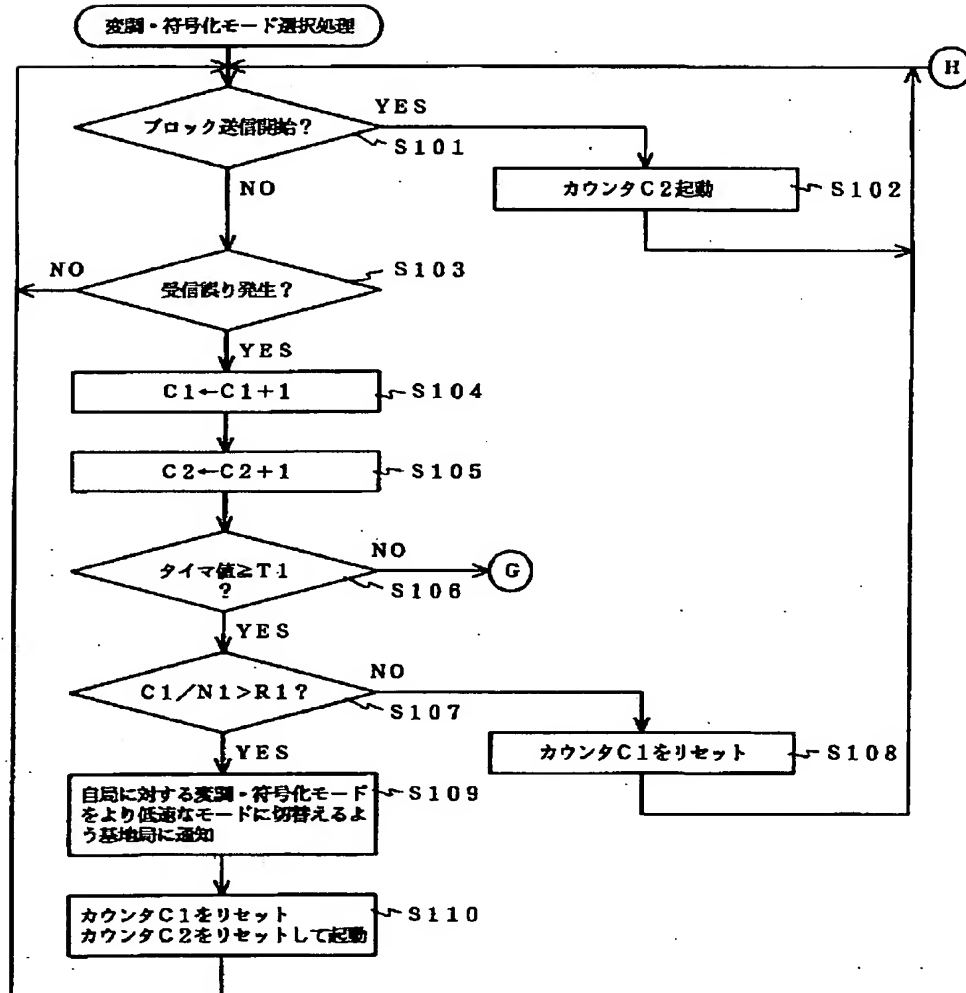 変調・符号化モード選択処理
H
ブロック送信開始?
YES
S101
NO
カウンタC2起動
S102
受信誤り発生?
NO
S103
YES
C1←C1+1
S104
C2←C2+1
S105
タイマ値≧T1
?
NO
S106
G
YES
C1/N1>R1?
NO
S107
YES
カウンタC1をリセット
S108
自局に対する変調・符号化モード
をより低速なモードに切替えるよ
う基地局に通知
S109
カウンタC1をリセット
カウンタC2をリセットして起動
S110